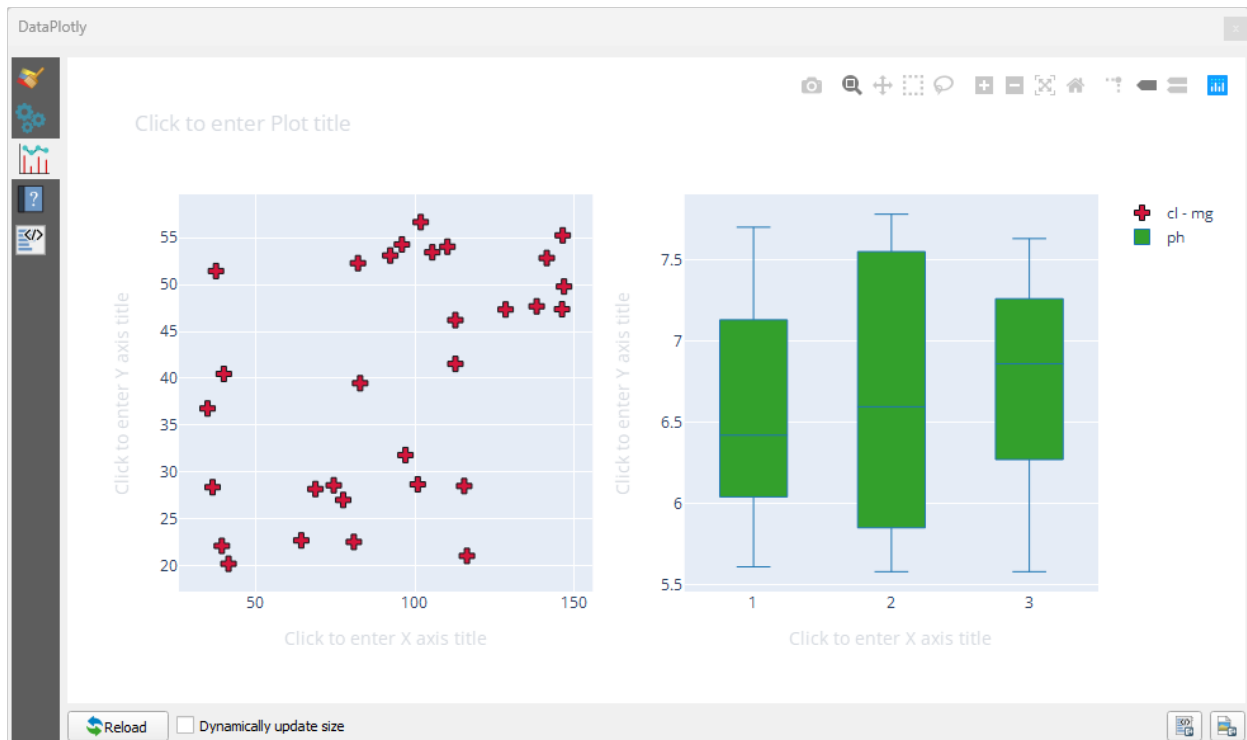 DataPlotly
x
Click to enter Plot title
55
50
45
40
35
30
25
20
Click to enter Y axis title
50
100
150
Click to enter X axis title
7.5
7
6.5
6
5.5
Click to enter Y axis title
1
2
3
Click to enter X axis title
cl - mg
ph
?
</>
Reload
Dynamically update size